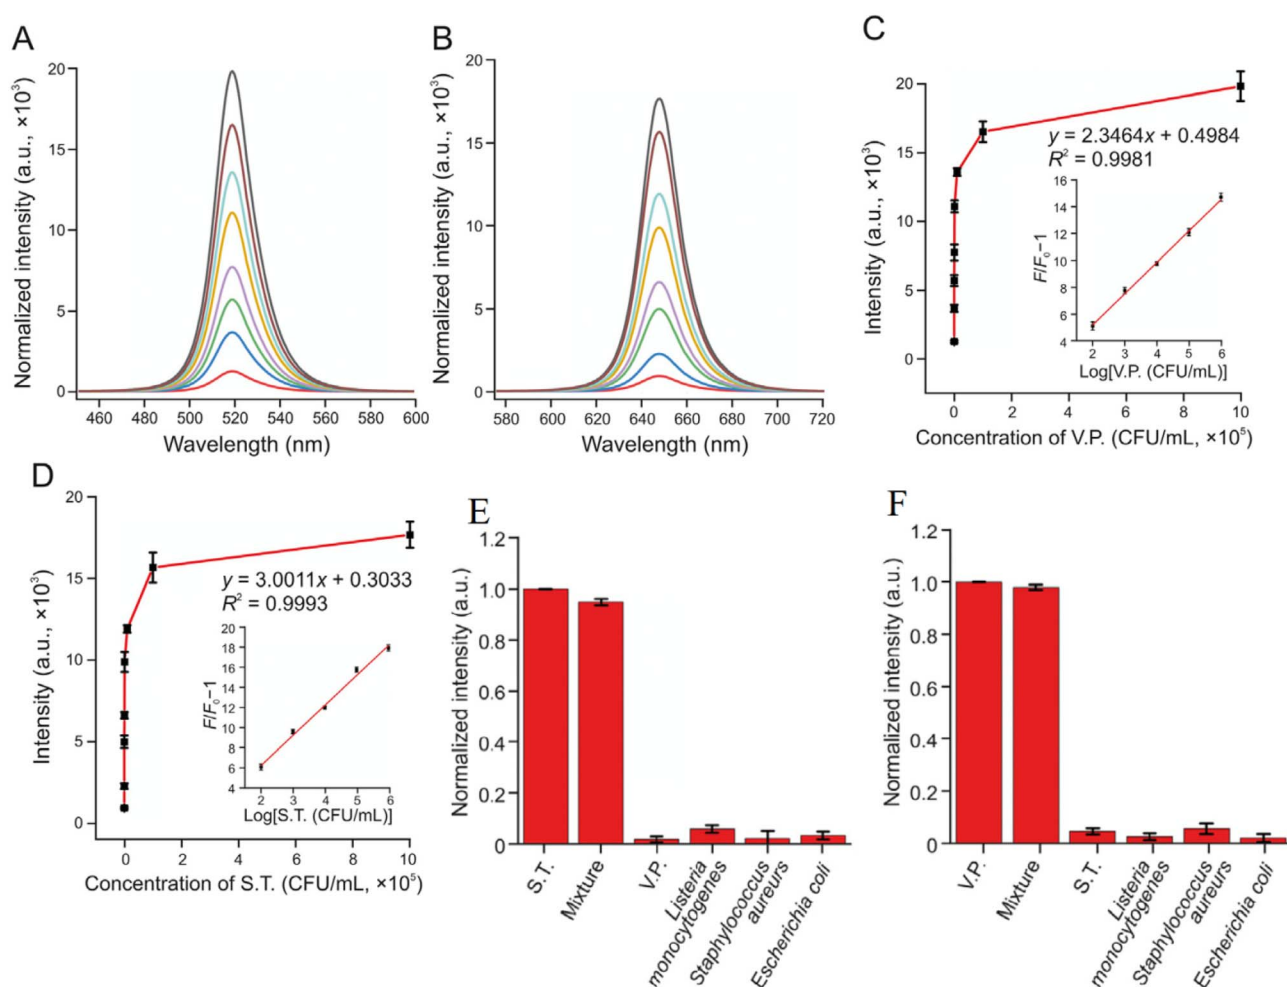 A
Normalized intensity (a.u., ×10³)
20
15
10
5
0
460 480 500 520 540 560 580 600
Wavelength (nm)
B
Normalized intensity (a.u., ×10³)
20
15
10
5
0
580 600 620 640 660 680 700 720
Wavelength (nm)
C
Intensity (a.u., ×10³)
20
15
10
5
0
y = 2.3464x + 0.4984
R² = 0.9981
F/F₀−1
16
14
12
10
8
6
4
2 3 4 5 6
Log[V.P. (CFU/mL)]
0 2 4 6 8 10
Concentration of V.P. (CFU/mL, ×10⁵)
D
Intensity (a.u., ×10³)
20
15
10
5
0
y = 3.0011x + 0.3033
R² = 0.9993
F/F₀−1
20
18
16
14
12
10
8
6
4
2 3 4 5 6
Log[S.T. (CFU/mL)]
0 2 4 6 8 10
Concentration of S.T. (CFU/mL, ×10⁵)
E
Normalized intensity (a.u.)
1.2
1.0
0.8
0.6
0.4
0.2
0
S.T.
Mixture
V.P.
Listeria
monocytogenes
Staphylococcus
aureurs
Escherichia coli
F
Normalized intensity (a.u.)
1.2
1.0
0.8
0.6
0.4
0.2
0
V.P.
Mixture
S.T.
Listeria
monocytogenes
Staphylococcus
aureurs
Escherichia coli